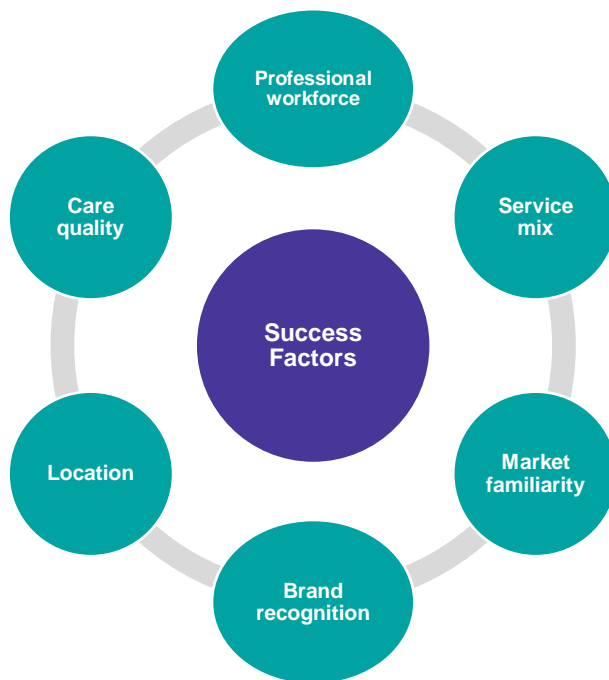 Professional
workforce
Care
quality
Service
mix
Success
Factors
Location
Market
familiarity
Brand
recognition